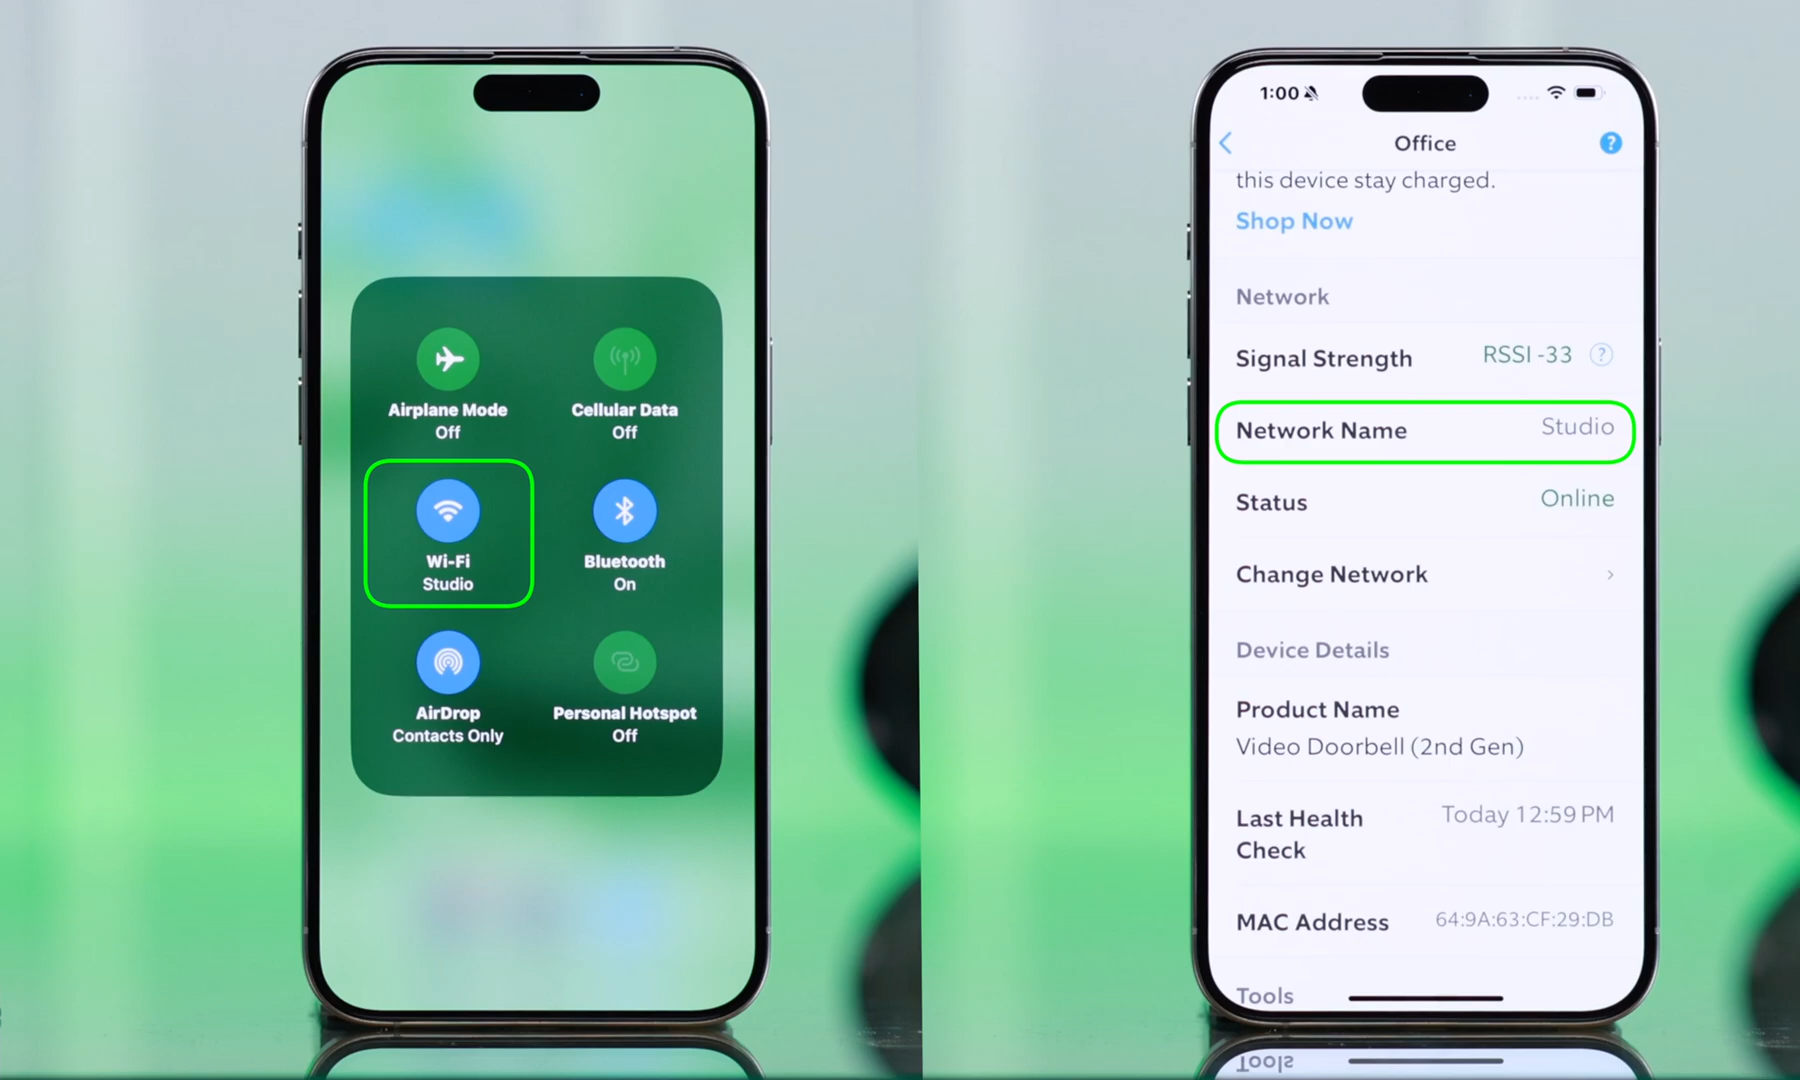 Airplane Mode
Off
Cellular Data
Off
Wi-Fi
Studio
Bluetooth
On
AirDrop
Contacts Only
Personal Hotspot
Off
1:00
Office
?
this device stay charged.
Shop Now
Network
Signal Strength RSSI -33 ?
Network Name Studio
Status Online
Change Network
Device Details
Product Name
Video Doorbell (2nd Gen)
Last Health Check Today 12:59 PM
MAC Address 64:9A:63:CF:29:DB
Tools
Tools